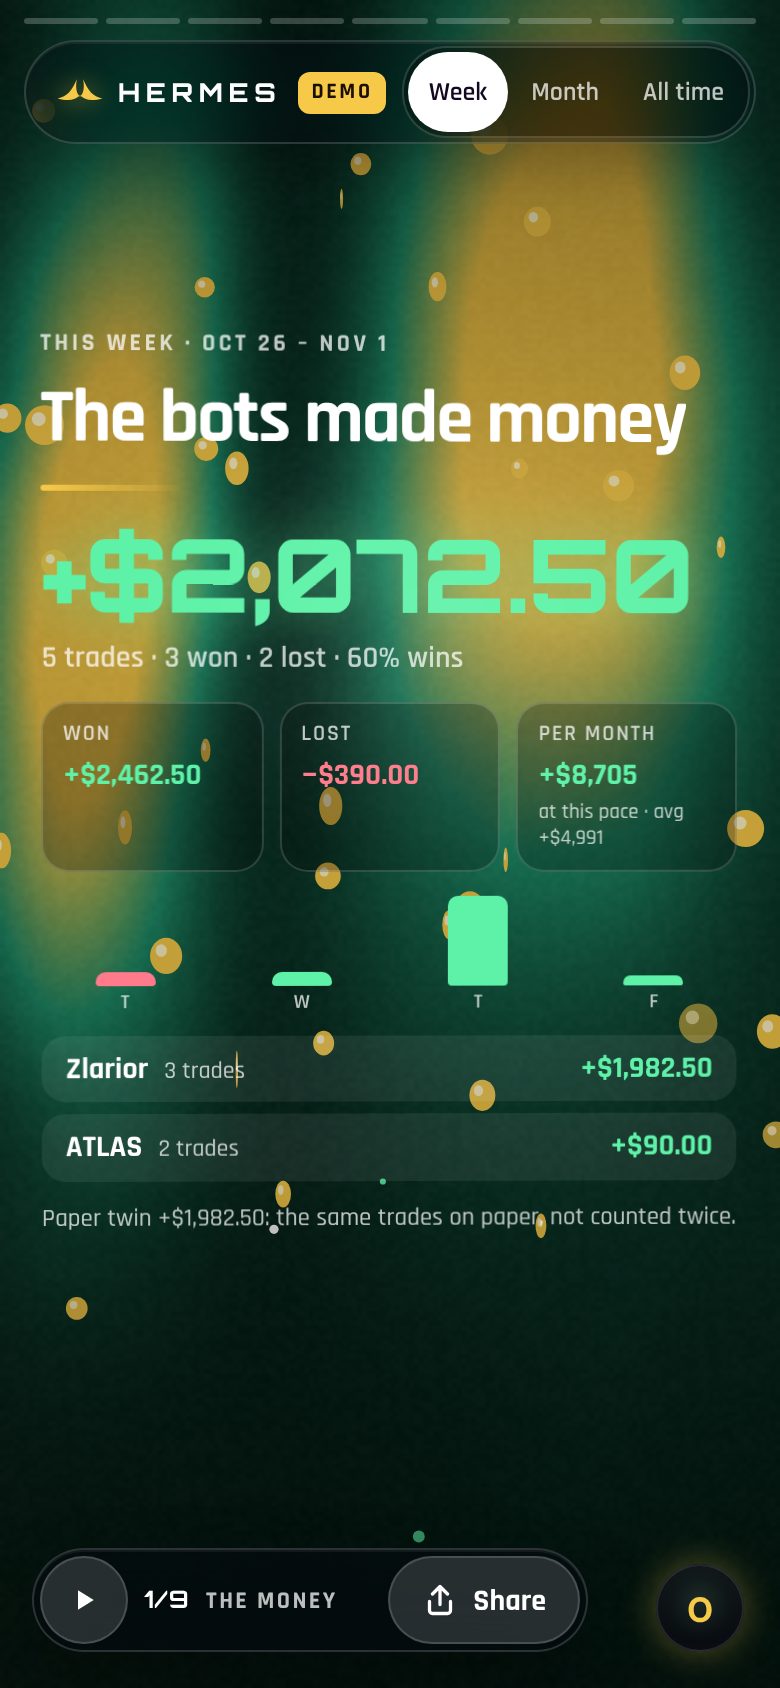 HERMES DEMO Week Month All time
THIS WEEK · OCT 26 – NOV 1
The bots made money
+$2,072.50
5 trades · 3 won · 2 lost · 60% wins
WON
+$2,462.50
LOST
−$390.00
PER MONTH
+$8,705
at this pace · avg
+$4,991
T W T F
Zlarior 3 trades +$1,982.50
ATLAS 2 trades +$90.00
Paper twin +$1,982.50: the same trades on paper, not counted twice.
1/9 THE MONEY Share O